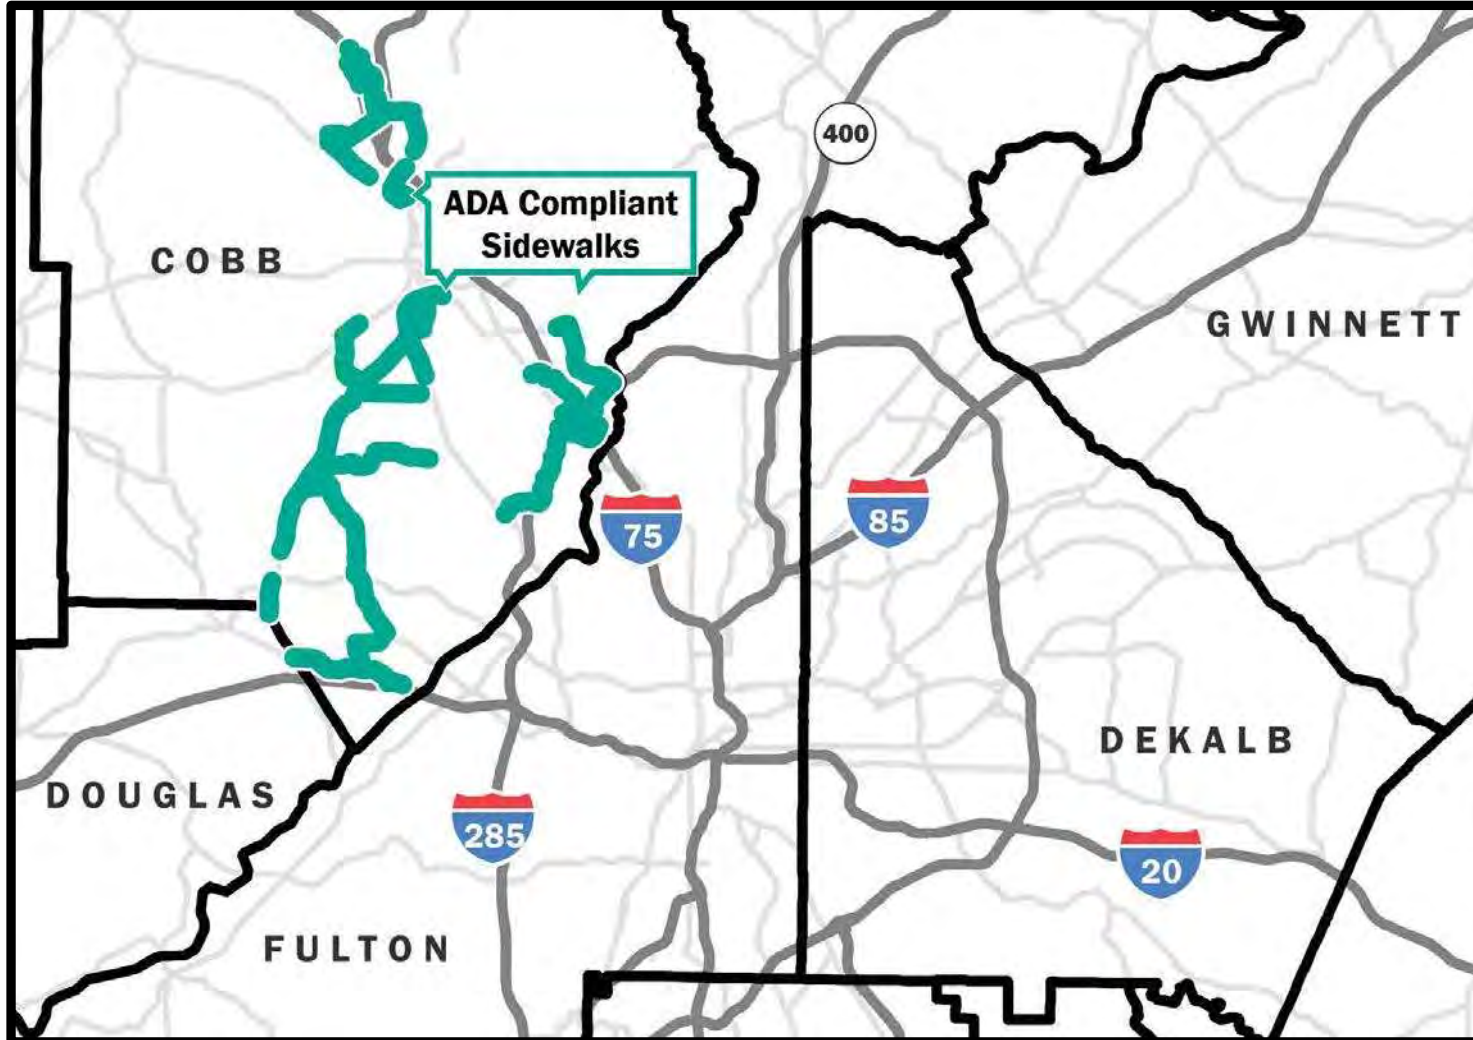 400
ADA Compliant
Sidewalks
COBB
GWINNETT
75
85
DEKALB
DOUGLAS
285
20
FULTON